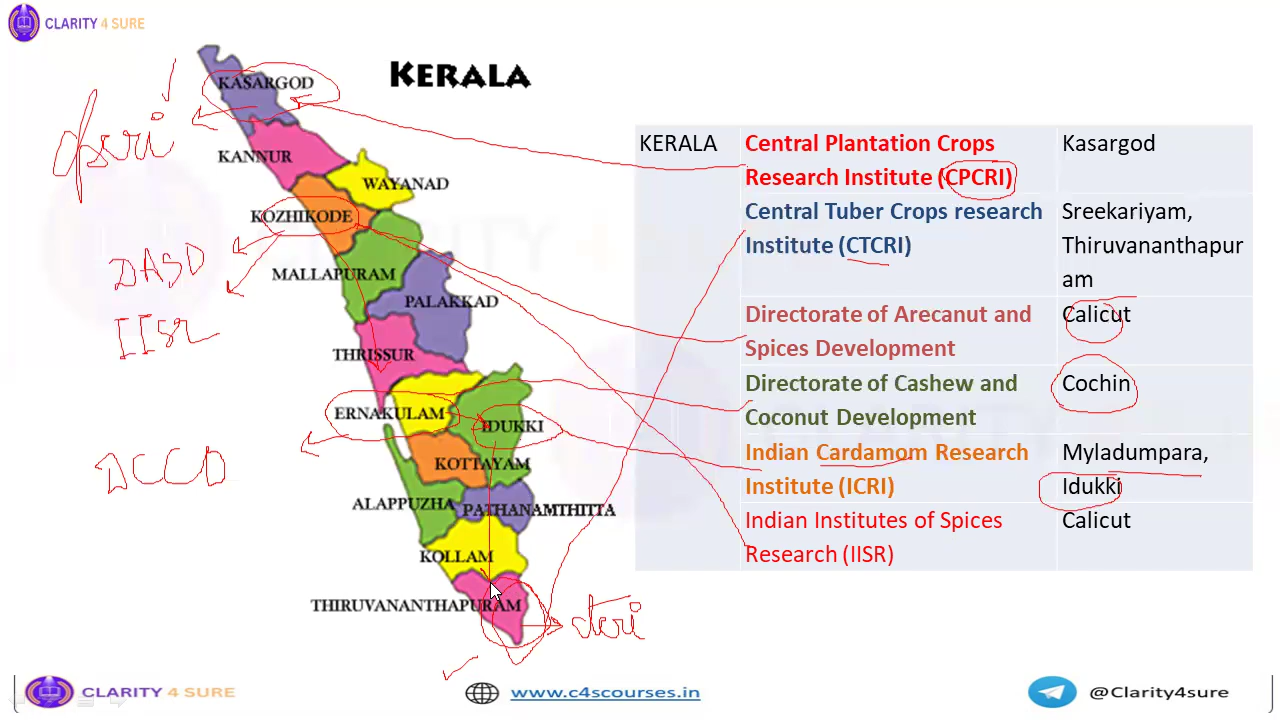 CLARITY 4 SURE
KERALA
KASARGOD
KANNUR
WAYANAD
KOZHIKODE
MALLAPURAM
PALAKKAD
THRISSUR
ERNAKULAM
IDUKKI
KOTTAYAM
ALAPPUZHA
PATHANAMTHITTA
KOLLAM
THIRUVANANTHAPURAM
DASD
IISR
DCCD
KERALA
Central Plantation Crops
Research Institute (CPCRI)
Kasargod
Central Tuber Crops research
Institute (CTCRI)
Sreekariyam,
Thiruvananthapur
am
Directorate of Arecanut and
Spices Development
Calicut
Directorate of Cashew and
Coconut Development
Cochin
Indian Cardamom Research
Institute (ICRI)
Myladumpara,
Idukki
Indian Institutes of Spices
Research (IISR)
Calicut
CLARITY 4 SURE
www.c4scourses.in
@Clarity4sure